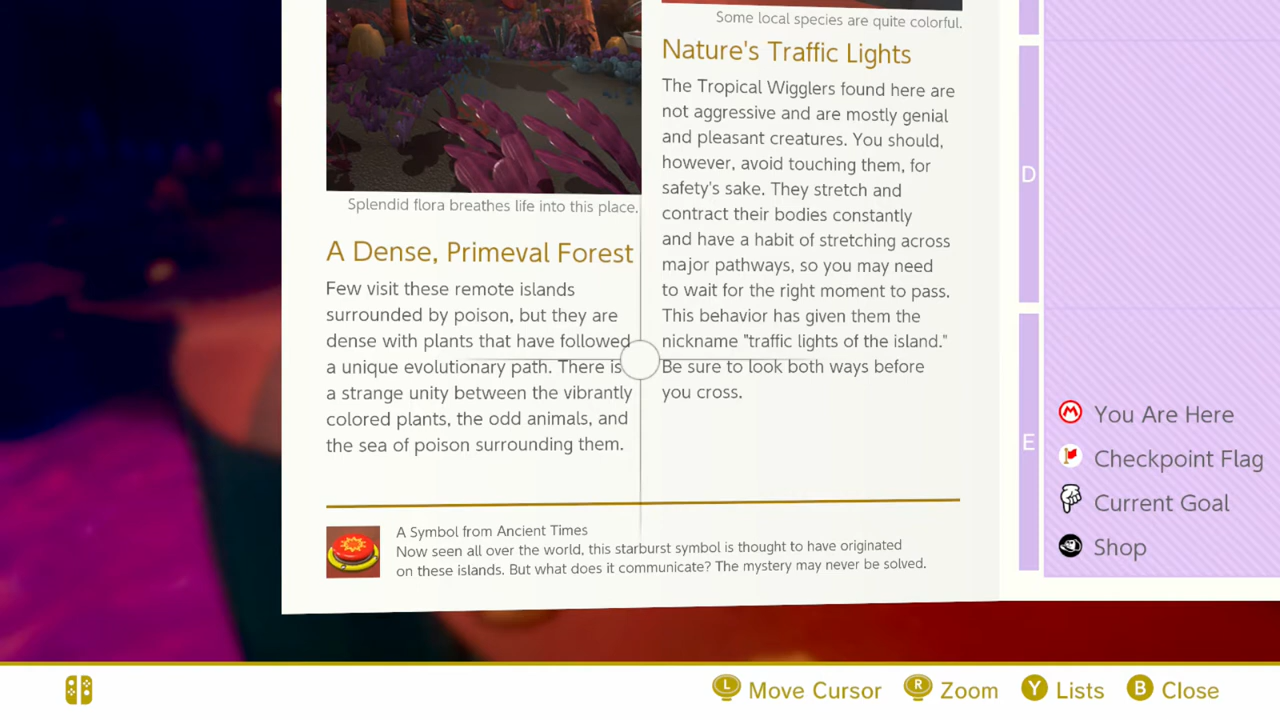 Splendid flora breathes life into this place.
A Dense, Primeval Forest
Few visit these remote islands
surrounded by poison, but they are
dense with plants that have followed
a unique evolutionary path. There is
a strange unity between the vibrantly
colored plants, the odd animals, and
the sea of poison surrounding them.
Some local species are quite colorful.
Nature's Traffic Lights
The Tropical Wigglers found here are
not aggressive and are mostly genial
and pleasant creatures. You should,
however, avoid touching them, for
safety's sake. They stretch and
contract their bodies constantly
and have a habit of stretching across
major pathways, so you may need
to wait for the right moment to pass.
This behavior has given them the
nickname "traffic lights of the island."
Be sure to look both ways before
you cross.
A Symbol from Ancient Times
Now seen all over the world, this starburst symbol is thought to have originated
on these islands. But what does it communicate? The mystery may never be solved.
D
E
You Are Here
Checkpoint Flag
Current Goal
Shop
L Move Cursor R Zoom Y Lists B Close